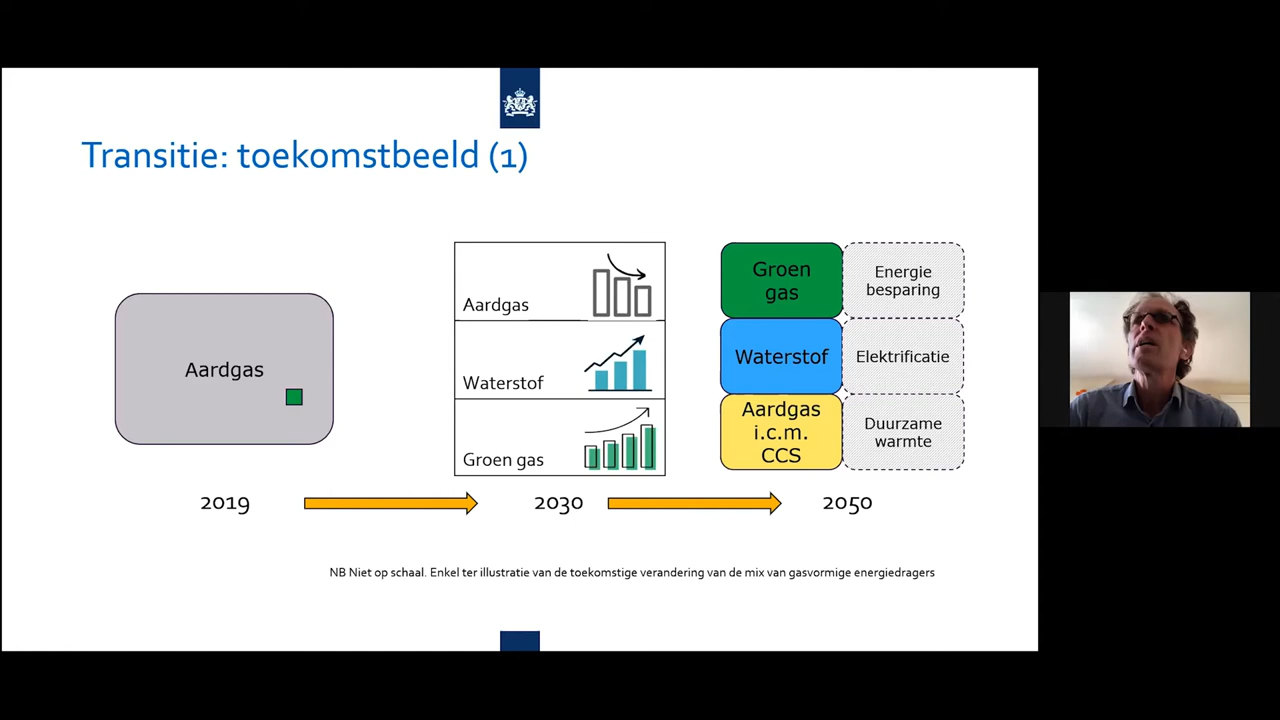 Transitie: toekomstbeeld (1)
Aardgas
2019
Aardgas
Waterstof
Groen gas
2030
Groen
gas
Energie
besparing
Waterstof
Elektrificatie
Aardgas
i.c.m.
CCS
Duurzame
warmte
2050
NB Niet op schaal. Enkel ter illustratie van de toekomstige verandering van de mix van gasvormige energiedragers